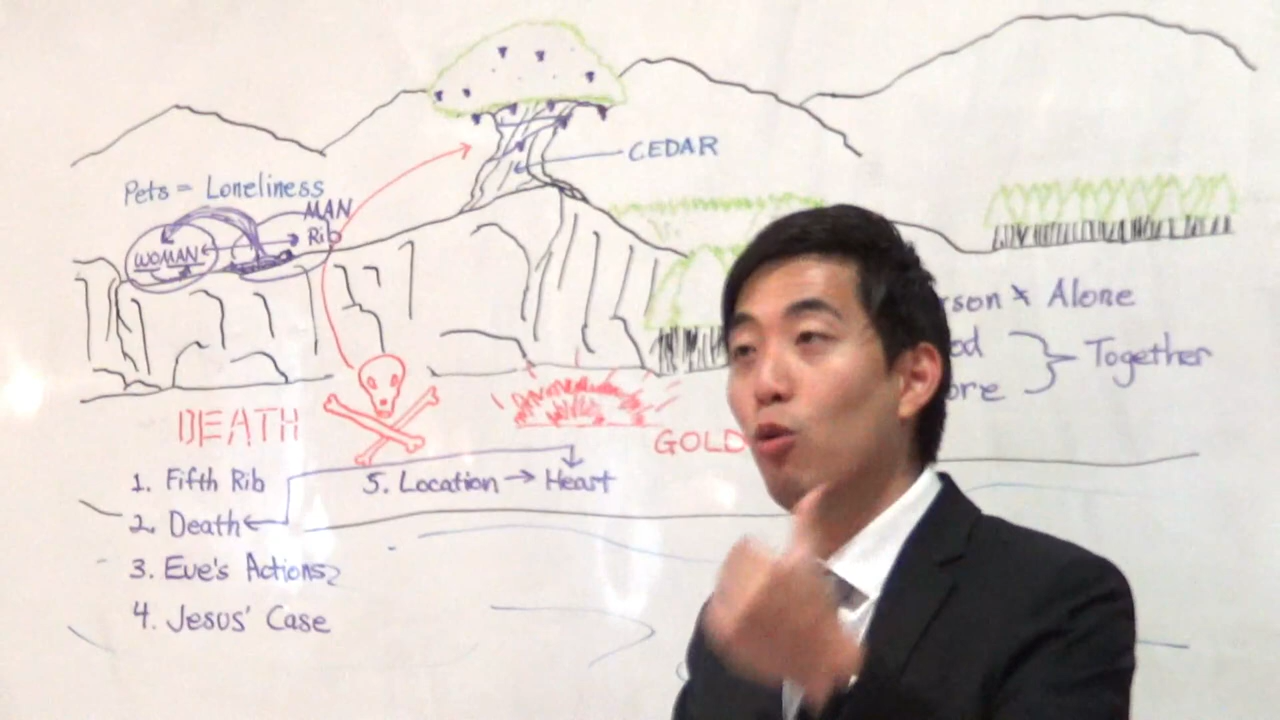 CEDAR
Pets = Loneliness
MAN
Rib
WOMAN
Alone
Together
DEATH
GOLD
1. Fifth Rib
5. Location → Heart
2. Death
3. Eve's Actions
4. Jesus' Case